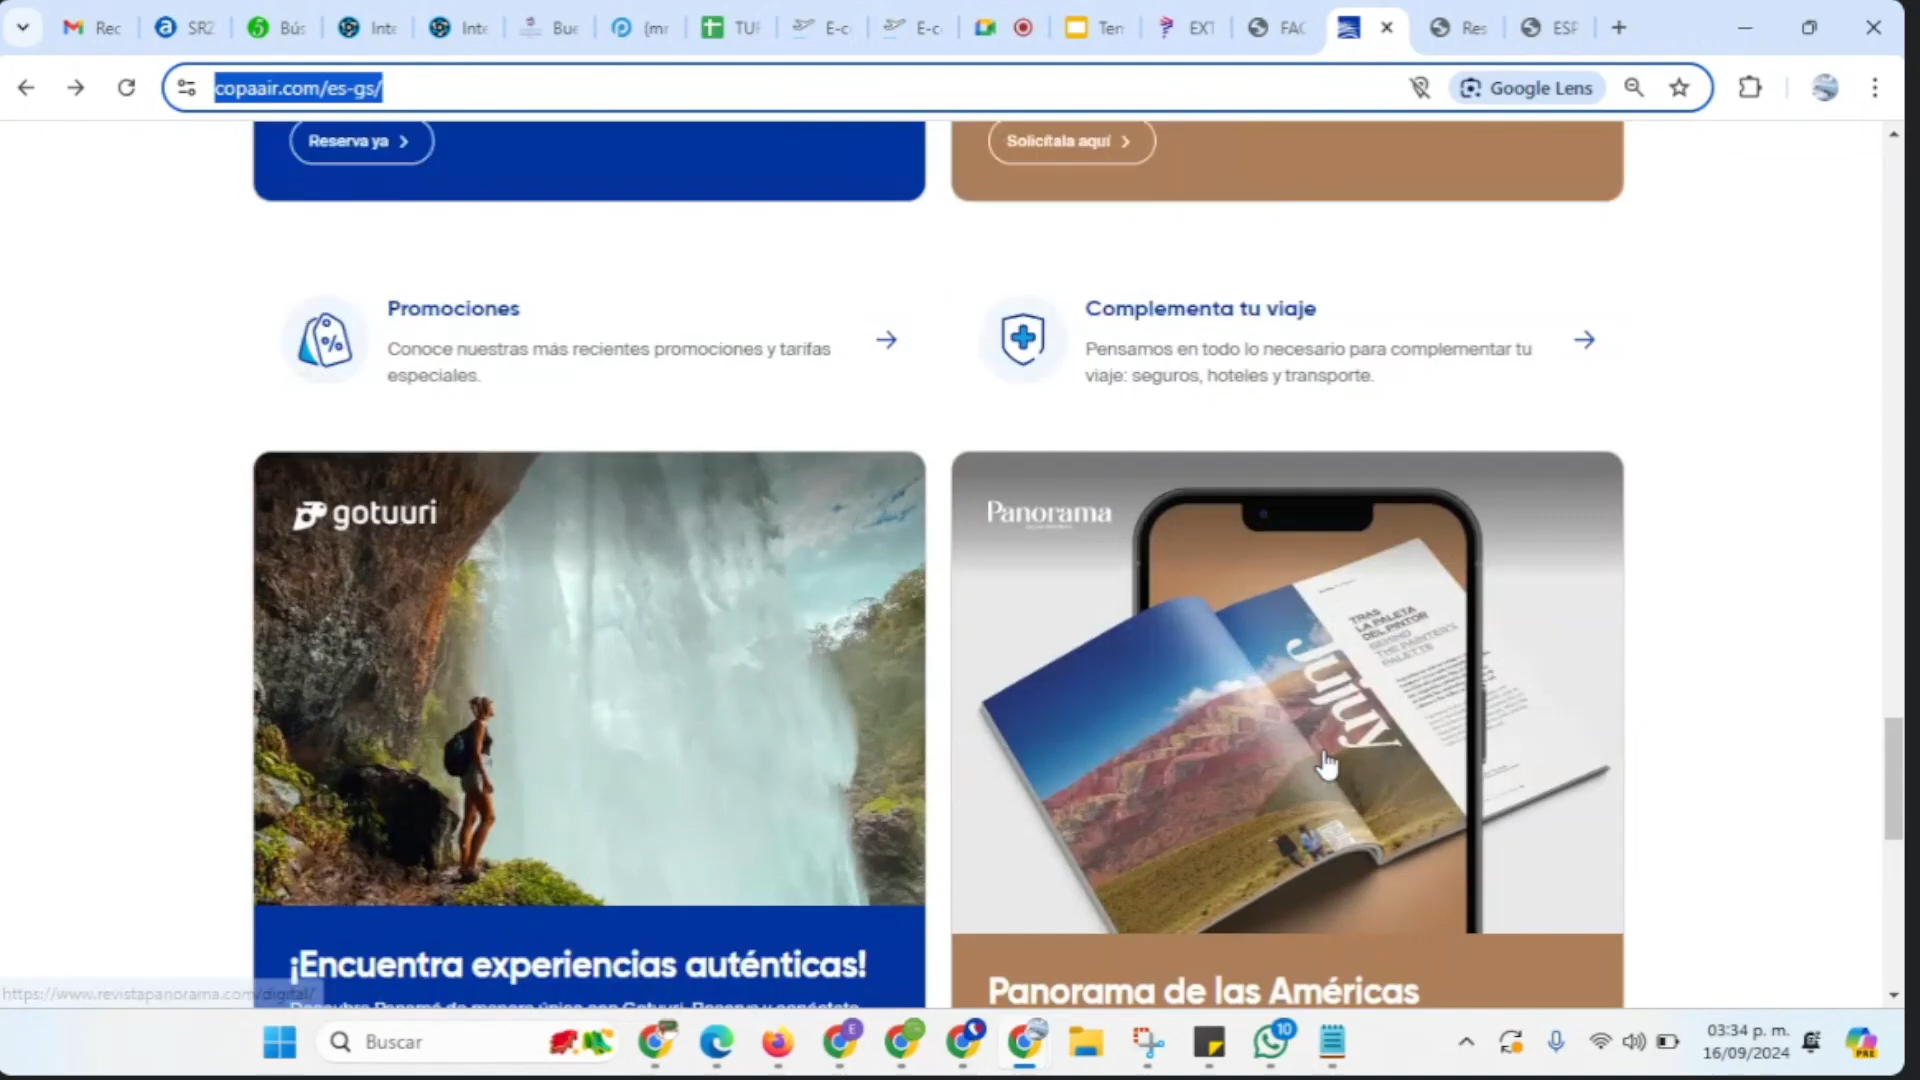 Rec
SR2
Bús
Inte
Inte
Bue
(mr
TUF
E-c
E-c
Ten
EXT
FAC
Res
ESP
copaair.com/es-gs/
Google Lens
Reserva ya
Solicítala aquí
Promociones
Conoce nuestras más recientes promociones y tarifas
especiales.
Complementa tu viaje
Pensamos en todo lo necesario para complementar tu
viaje: seguros, hoteles y transporte.
gotuuri
Panorama
TRAS
LA PALETA
DEL PINTOR
BEHIND
THE PAINTER'S
PALETTE
Jujuy
¡Encuentra experiencias auténticas!
Descubre Panamá de manera única con Gotuuri. Reserva y conéctate
Panorama de las Américas
https://www.revistapanorama.com/digital/
Buscar
E
10
03:34 p. m.
16/09/2024
PRE